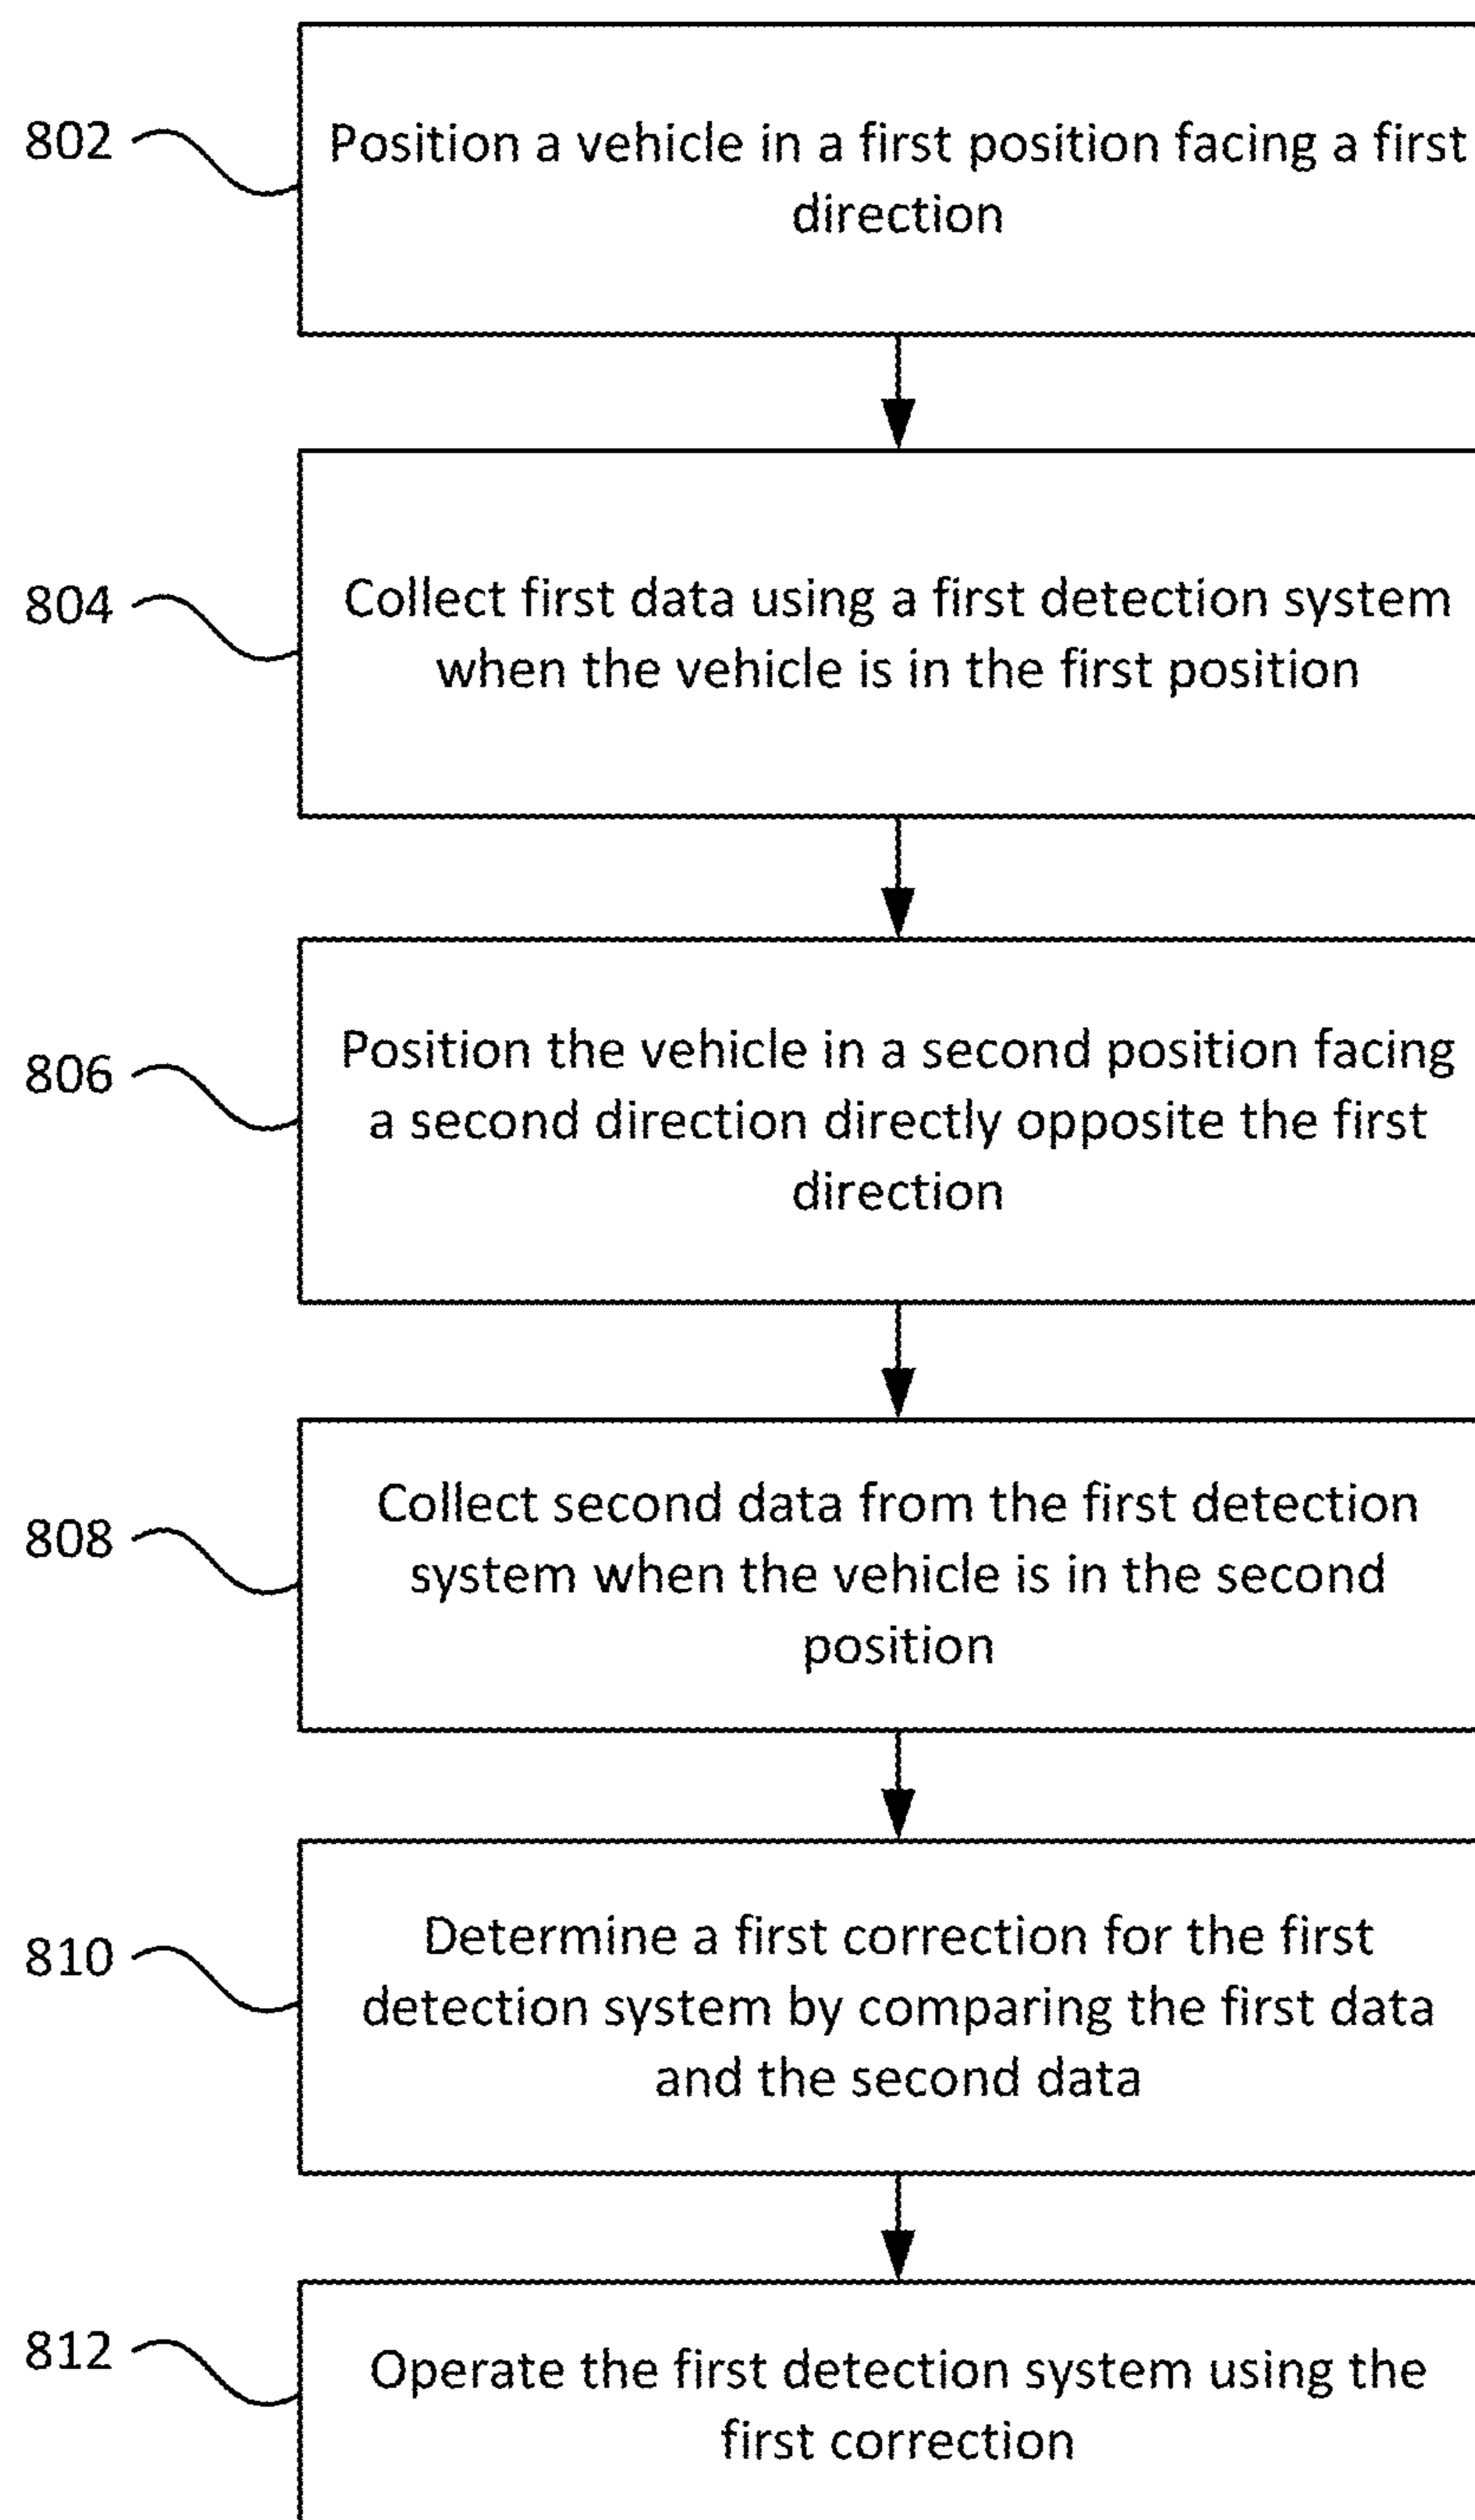 802
Position a vehicle in a first position facing a first
direction
804
Collect first data using a first detection system
when the vehicle is in the first position
806
Position the vehicle in a second position facing
a second direction directly opposite the first
direction
808
Collect second data from the first detection
system when the vehicle is in the second
position
810
Determine a first correction for the first
detection system by comparing the first data
and the second data
812
Operate the first detection system using the
first correction